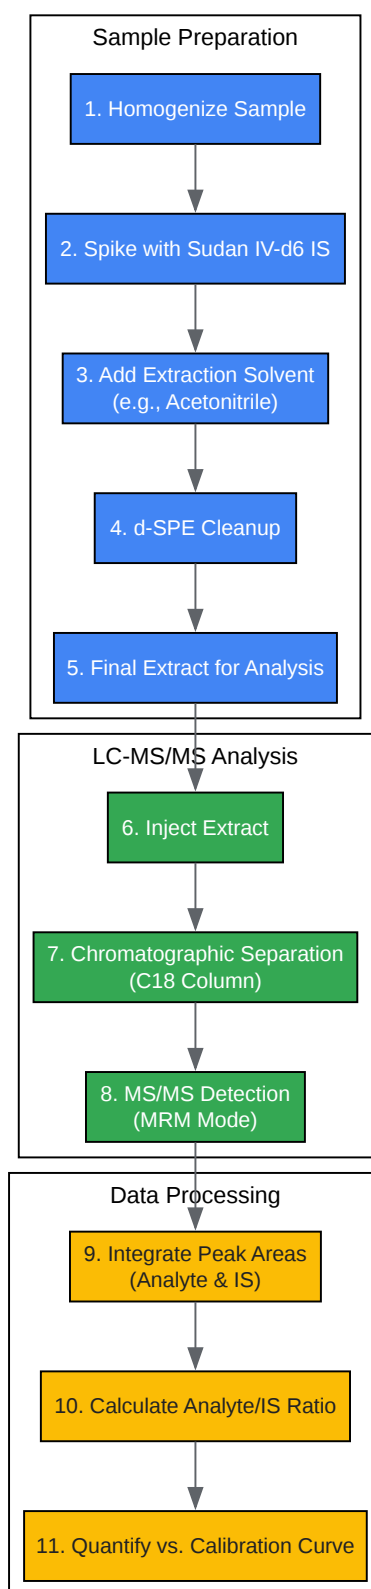 Sample Preparation
1. Homogenize Sample
2. Spike with Sudan IV-d6 IS
3. Add Extraction Solvent
(e.g., Acetonitrile)
4. d-SPE Cleanup
5. Final Extract for Analysis
LC-MS/MS Analysis
6. Inject Extract
7. Chromatographic Separation
(C18 Column)
8. MS/MS Detection
(MRM Mode)
Data Processing
9. Integrate Peak Areas
(Analyte & IS)
10. Calculate Analyte/IS Ratio
11. Quantify vs. Calibration Curve